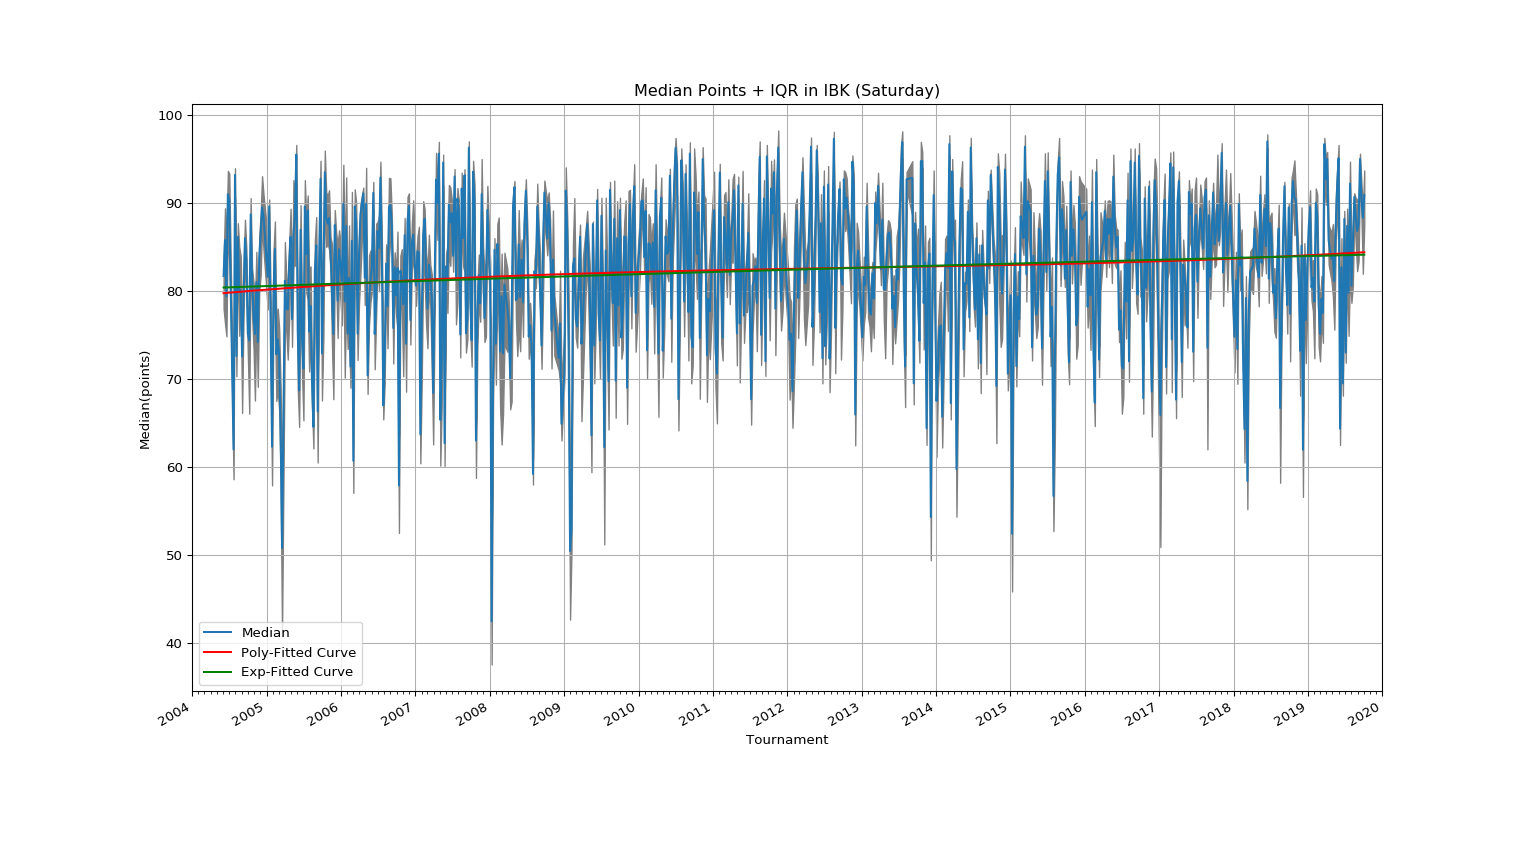 Median Points + IQR in IBK (Saturday)
100
90
80
70
60
50
40
Median(points)
Median
Poly-Fitted Curve
Exp-Fitted Curve
2004 2005 2006 2007 2008 2009 2010 2011 2012 2013 2014 2015 2016 2017 2018 2019 2020
Tournament